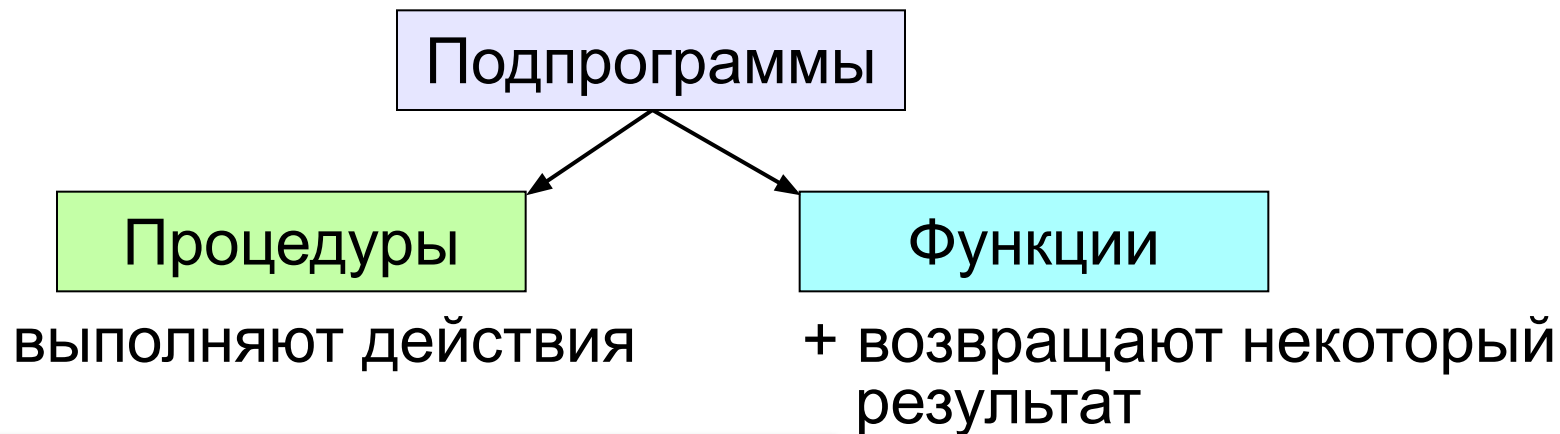 Подпрограммы
Процедуры
Функции
выполняют действия
+ возвращают некоторый
результат